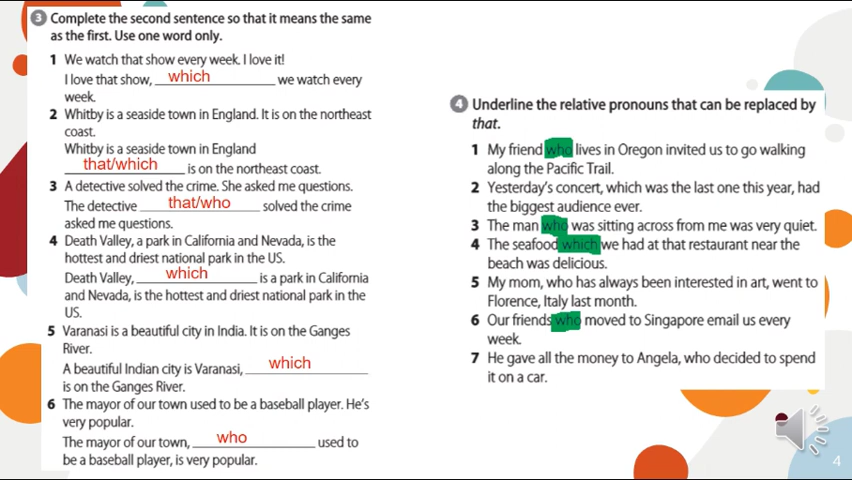 3 Complete the second sentence so that it means the same
as the first. Use one word only.
1 We watch that show every week. I love it!
I love that show, which we watch every
week.
2 Whitby is a seaside town in England. It is on the northeast
coast.
Whitby is a seaside town in England
that/which is on the northeast coast.
3 A detective solved the crime. She asked me questions.
The detective that/who solved the crime
asked me questions.
4 Death Valley, a park in California and Nevada, is the
hottest and driest national park in the US.
Death Valley, which is a park in California
and Nevada, is the hottest and driest national park in the
US.
5 Varanasi is a beautiful city in India. It is on the Ganges
River.
A beautiful Indian city is Varanasi, which
is on the Ganges River.
6 The mayor of our town used to be a baseball player. He's
very popular.
The mayor of our town, who used to
be a baseball player, is very popular.
4 Underline the relative pronouns that can be replaced by
that.
1 My friend who lives in Oregon invited us to go walking
along the Pacific Trail.
2 Yesterday's concert, which was the last one this year, had
the biggest audience ever.
3 The man who was sitting across from me was very quiet.
4 The seafood which we had at that restaurant near the
beach was delicious.
5 My mom, who has always been interested in art, went to
Florence, Italy last month.
6 Our friends who moved to Singapore email us every
week.
7 He gave all the money to Angela, who decided to spend
it on a car.
4